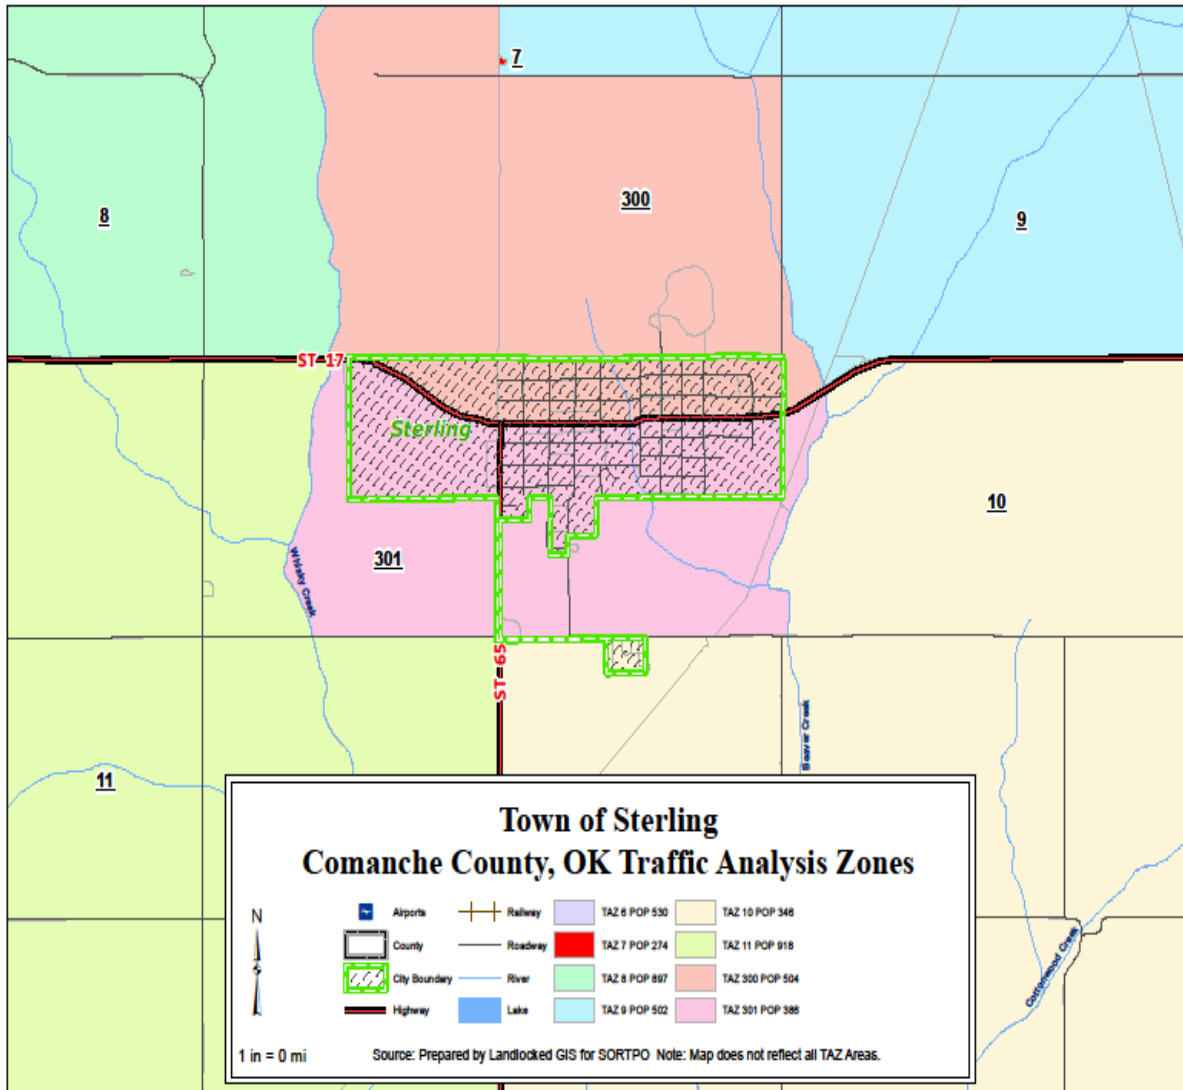 7
300
8
9
ST 17
Sterling
10
301
Whisky Creek
ST 65
Beaver Creek
11
Cottonwood Creek
Town of Sterling
Comanche County, OK Traffic Analysis Zones
N
Airports
Railway
TAZ 6 POP 530
TAZ 10 POP 346
County
Roadway
TAZ 7 POP 274
TAZ 11 POP 918
City Boundary
River
TAZ 8 POP 897
TAZ 300 POP 504
Highway
Lake
TAZ 9 POP 502
TAZ 301 POP 386
1 in = 0 mi
Source: Prepared by Landlocked GIS for SORTPO Note: Map does not reflect all TAZ Areas.